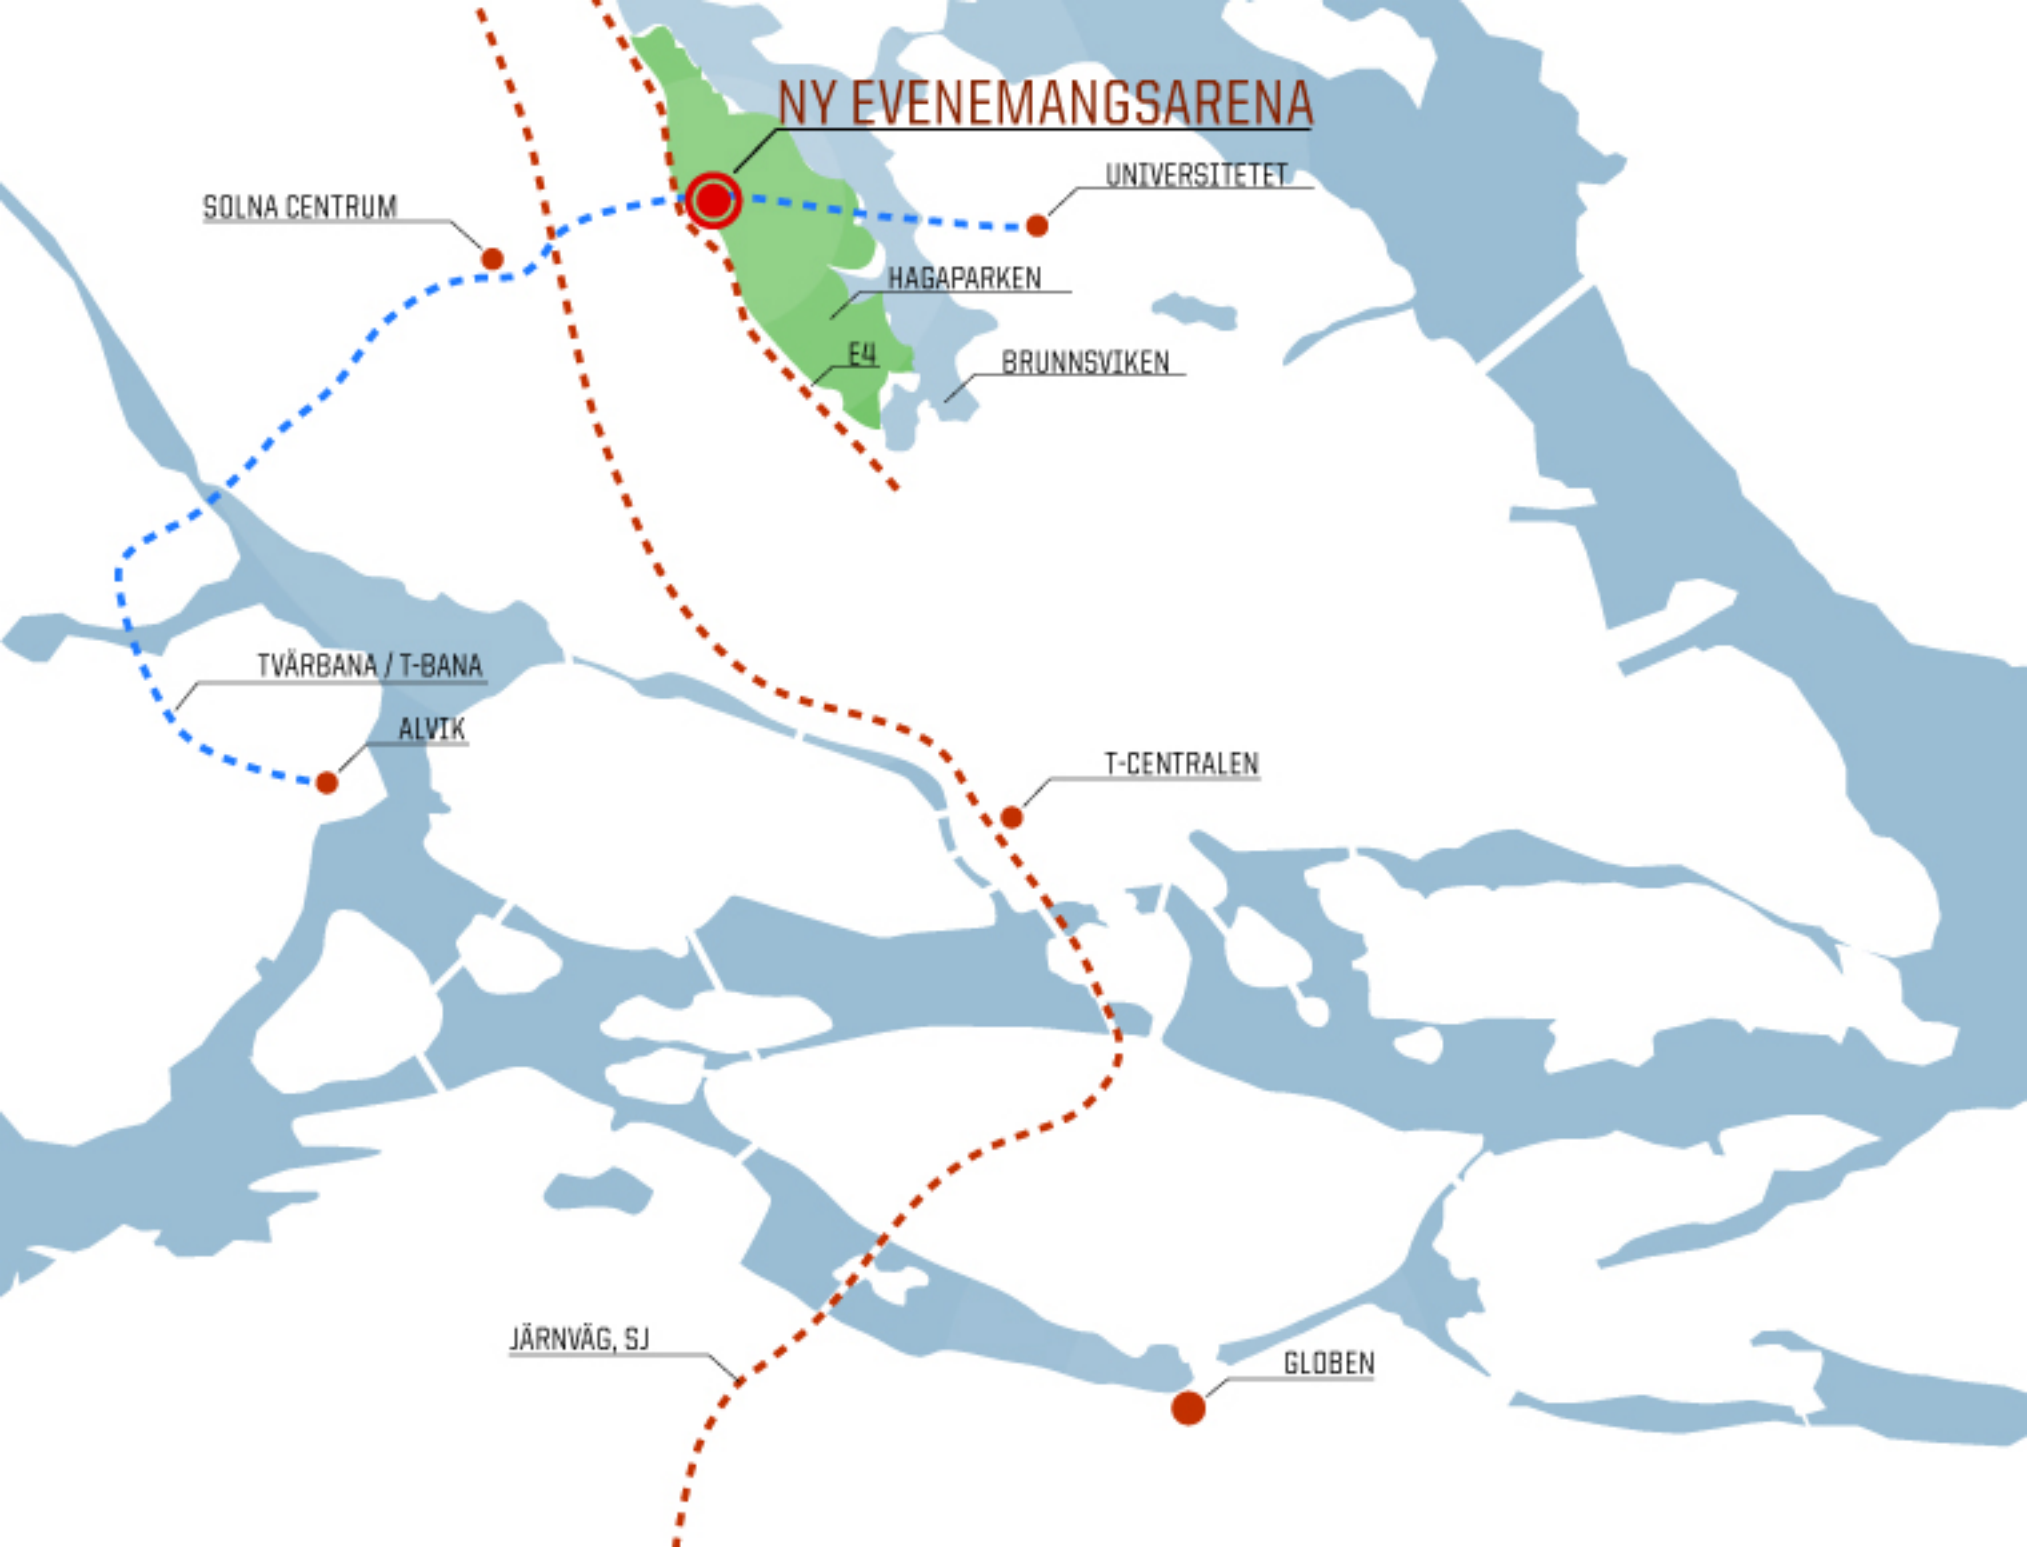 NY EVENEMANGSARENA
UNIVERSITETET
SOLNA CENTRUM
HAGAPARKEN
E4
BRUNNSVIKEN
TVÄRBANA / T-BANA
ALVIK
T-CENTRALEN
JÄRNVÄG, SJ
GLOBEN